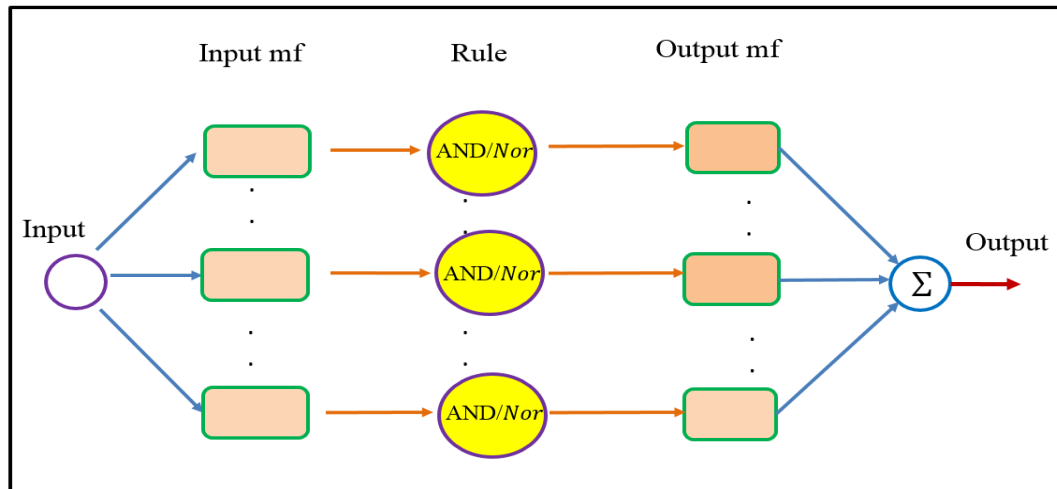 Input mf
Rule
Output mf
AND/Nor
Input
Output
AND/Nor
Σ
AND/Nor